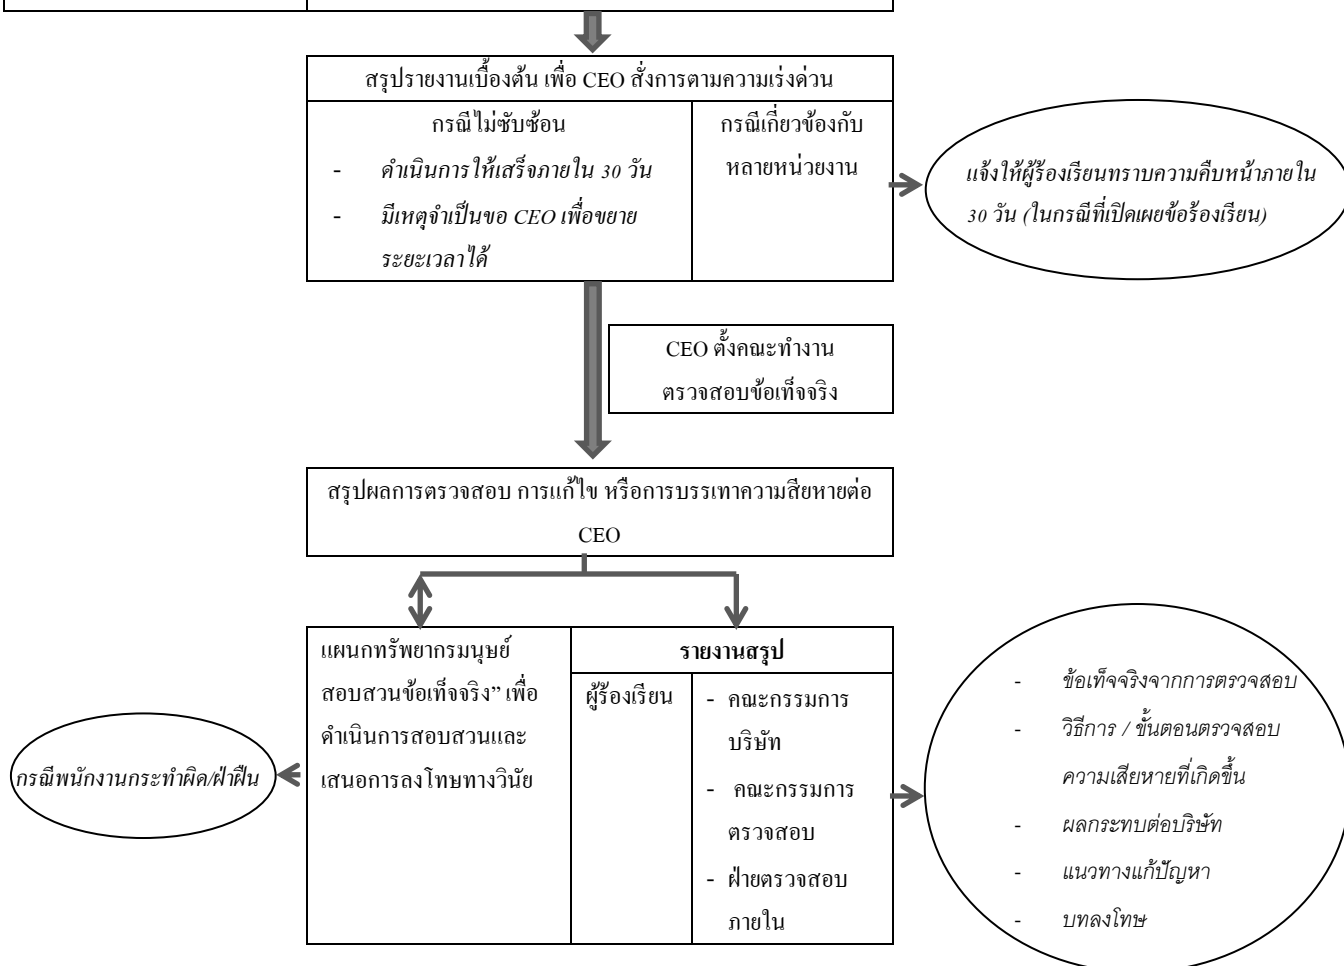 สรุปรายงานเบื้องต้น เพื่อ CEO สั่งการตามความเร่งด่วน
กรณีไม่ซับซ้อน
- ดำเนินการให้เสร็จภายใน 30 วัน
- มีเหตุจำเป็นขอ CEO เพื่อขยาย
ระยะเวลาได้
กรณีเกี่ยวข้องกับ
หลายหน่วยงาน
แจ้งให้ผู้ร้องเรียนทราบความคืบหน้าภายใน
30 วัน (ในกรณีที่เปิดเผยข้อร้องเรียน)
CEO ตั้งคณะทำงาน
ตรวจสอบข้อเท็จจริง
สรุปผลการตรวจสอบ การแก้ไข หรือการบรรเทาความสียหายต่อ
CEO
แผนกทรัพยากรมนุษย์
สอบสวนข้อเท็จจริง” เพื่อ
ดำเนินการสอบสวนและ
เสนอการลงโทษทางวินัย
กรณีพนักงานกระทำผิด/ฝ่าฝืน
รายงานสรุป
ผู้ร้องเรียน
- คณะกรรมการ
บริษัท
- คณะกรรมการ
ตรวจสอบ
- ฝ่ายตรวจสอบ
ภายใน
- ข้อเท็จจริงจากการตรวจสอบ
- วิธีการ / ขั้นตอนตรวจสอบ
ความเสียหายที่เกิดขึ้น
- ผลกระทบต่อบริษัท
- แนวทางแก้ปัญหา
- บทลงโทษ